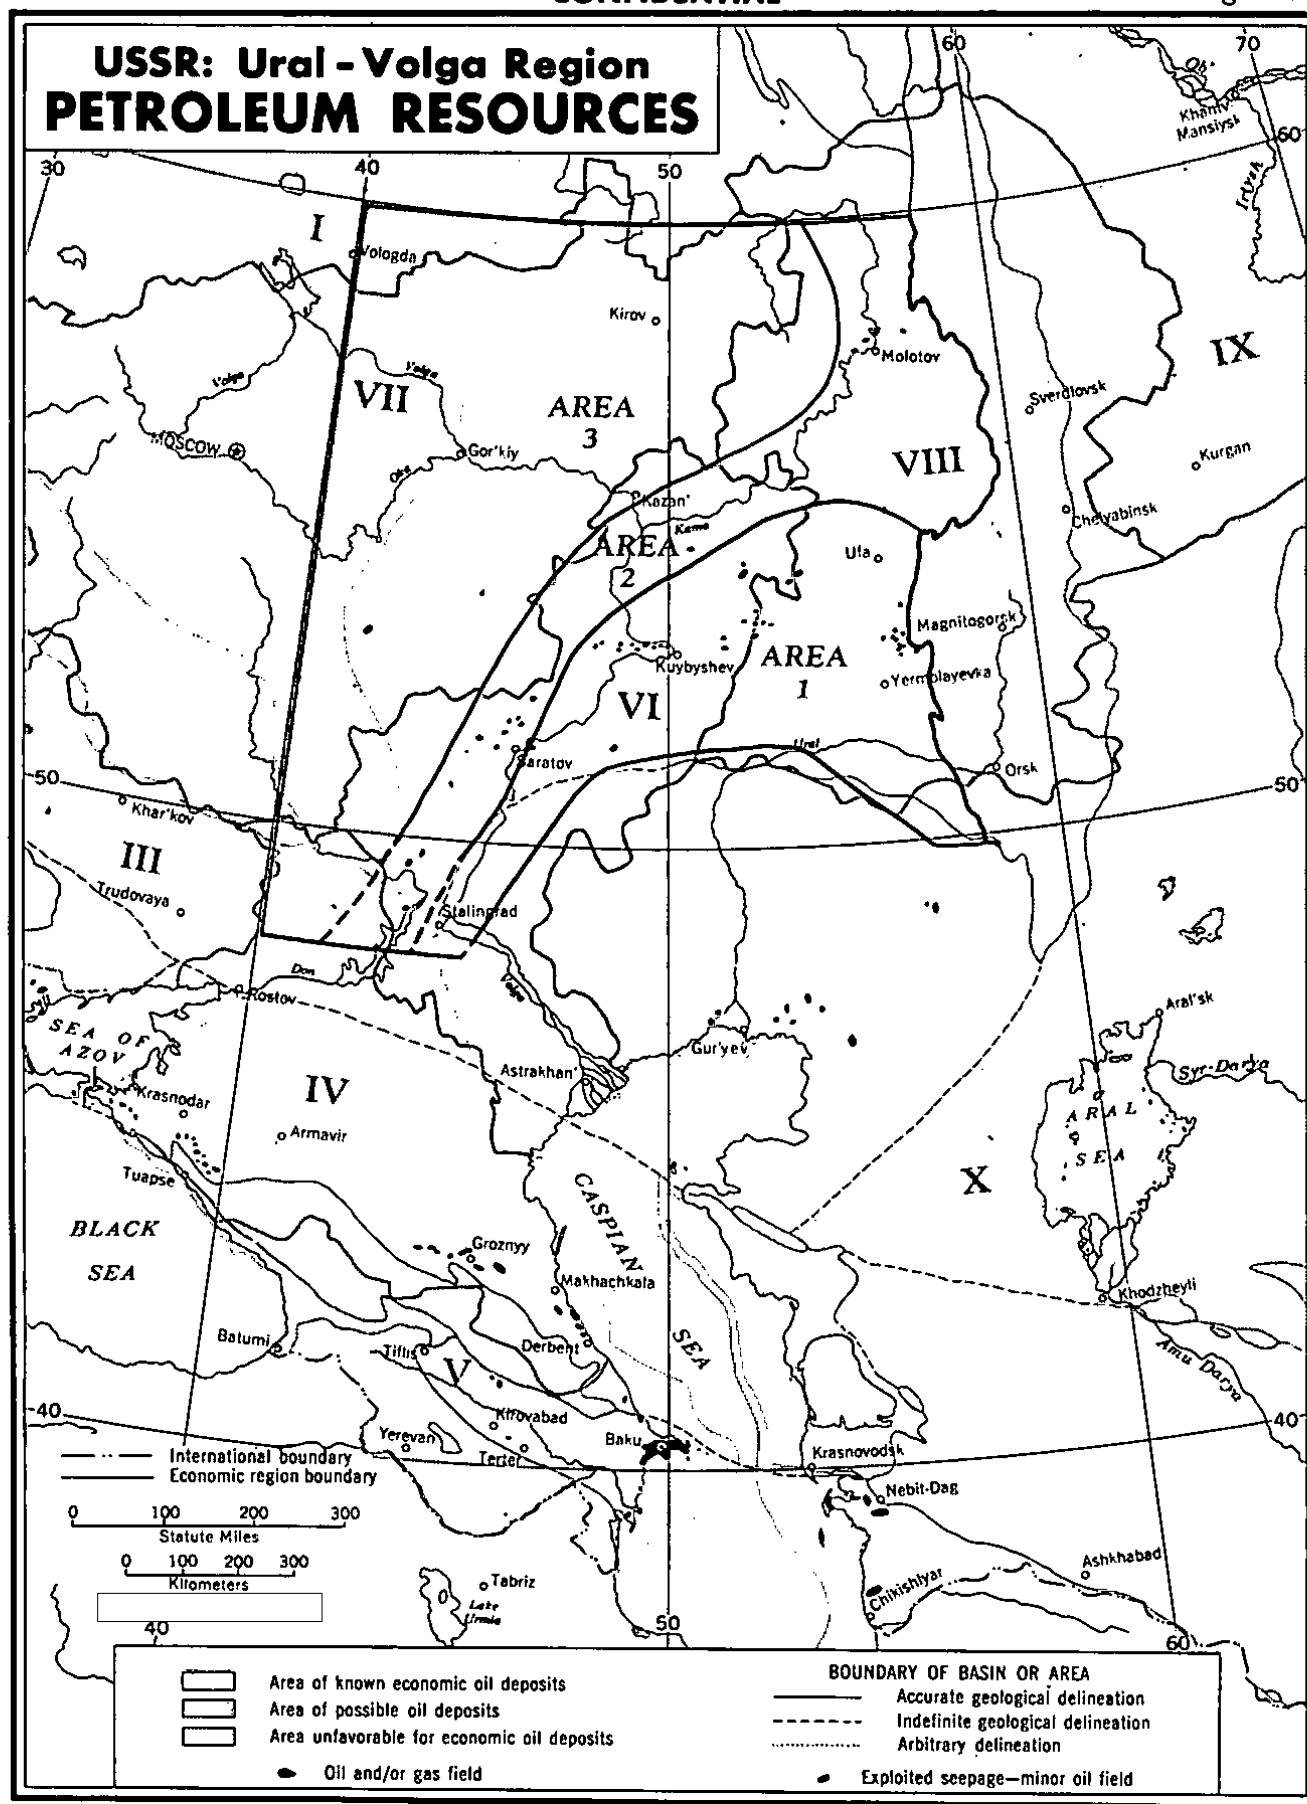 CONFIDENTIAL
USSR: Ural - Volga Region
PETROLEUM RESOURCES
60
70
Ob'
Khanty
Mansiysk
60
Irtysh
30
40
50
I
Vologda
Kirov
Molotov
IX
Volga
Volga
VII
AREA
3
Sverdlovsk
MOSCOW
Gor'kiy
Oka
VIII
Kurgan
Kazan'
Kama
Chelyabinsk
AREA
2
Ufa
Magnitogorsk
Kuybyshev
AREA
1
Yermolayevka
VI
Saratov
Ural
Orsk
50
50
Khar'kov
III
Trudovaya
Stalingrad
Don
Volga
Rostov
Aral'sk
SEA OF
AZOV
Gur'yev
Syr-Darya
Astrakhan'
Krasnodar
IV
ARAL
SEA
Armavir
X
Tuapse
CASPIAN
SEA
BLACK
SEA
Groznyy
Makhachkala
Khodzheyli
Batumi
Tiflis
V
Derbent
Amu Darya
40
40
Kirovabad
Yerevan
Terter
Baku
Krasnovodsk
Nebit-Dag
International boundary
Economic region boundary
0 100 200 300
Statute Miles
0 100 200 300
Kilometers
Ashkhabad
Chikishlyar
Tabriz
Lake
Urmia
40
50
60
Area of known economic oil deposits
Area of possible oil deposits
Area unfavorable for economic oil deposits
Oil and/or gas field
BOUNDARY OF BASIN OR AREA
Accurate geological delineation
Indefinite geological delineation
Arbitrary delineation
Exploited seepage—minor oil field